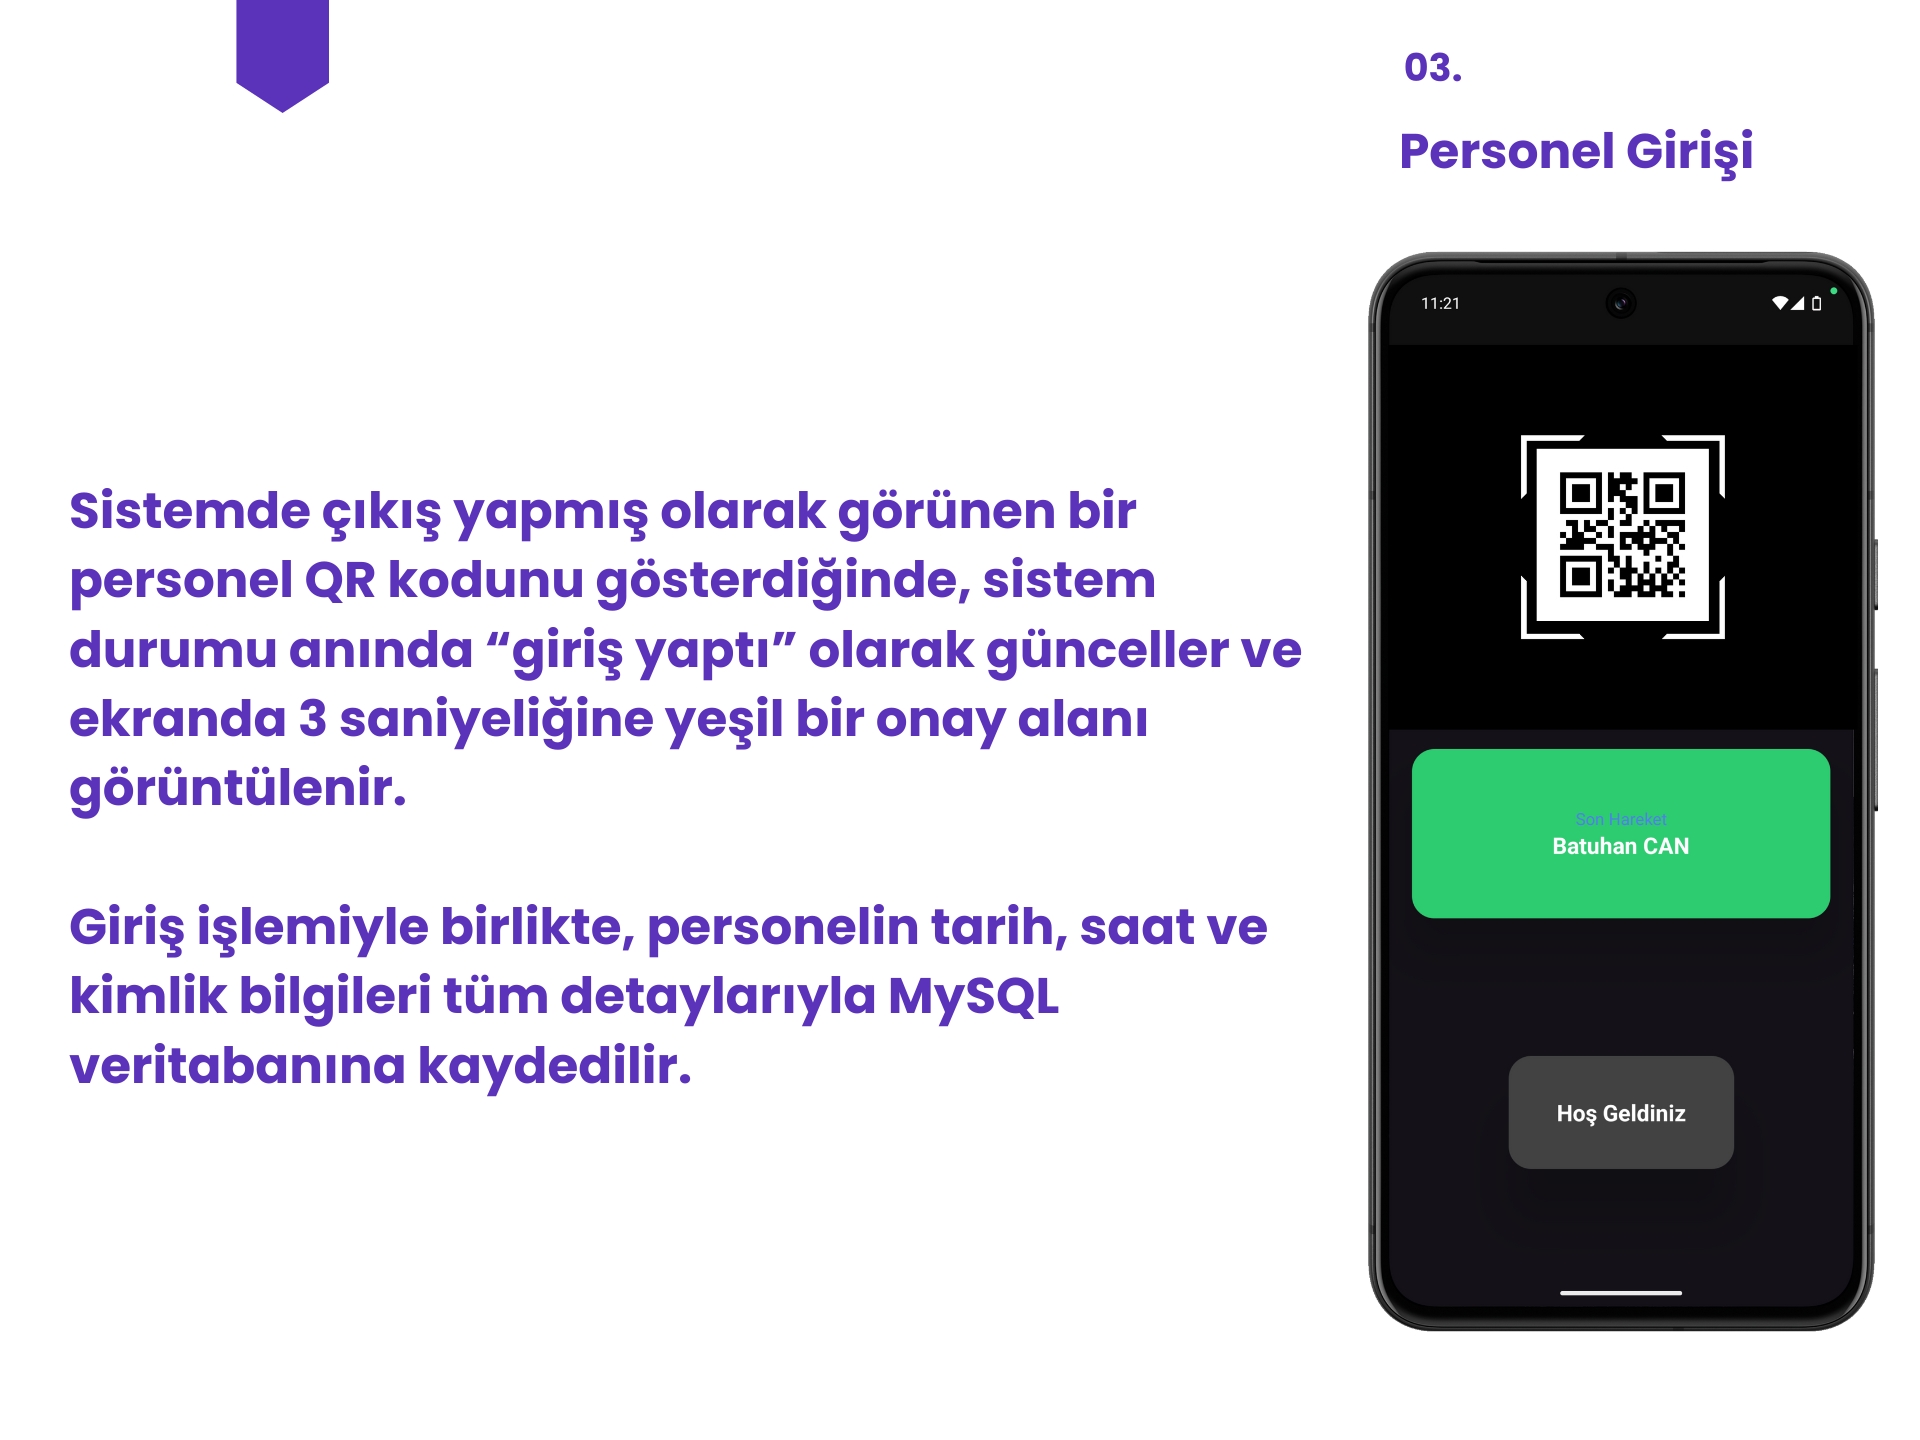 03.
Personel Girişi
Sistemde çıkış yapmış olarak görünen bir
personel QR kodunu gösterdiğinde, sistem
durumu anında “giriş yaptı” olarak günceller ve
ekranda 3 saniyeliğine yeşil bir onay alanı
görüntülenir.
Giriş işlemiyle birlikte, personelin tarih, saat ve
kimlik bilgileri tüm detaylarıyla MySQL
veritabanına kaydedilir.
11:21
Son Hareket
Batuhan CAN
Hoş Geldiniz